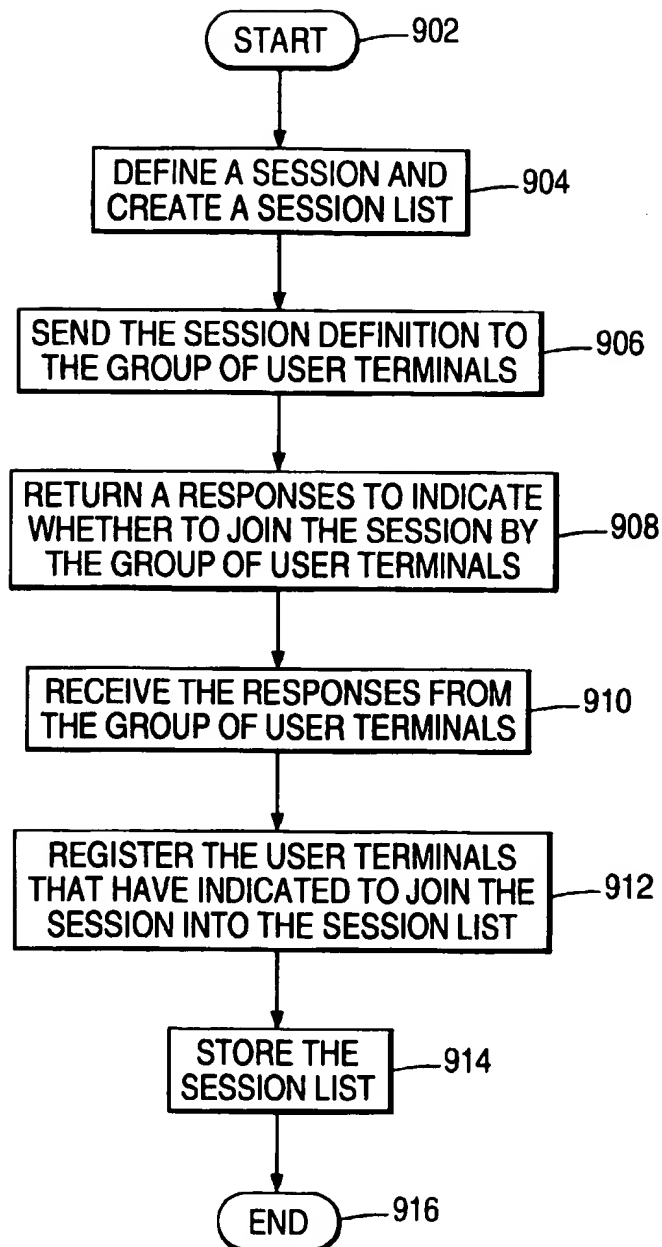 START
902
DEFINE A SESSION AND
CREATE A SESSION LIST
904
SEND THE SESSION DEFINITION TO
THE GROUP OF USER TERMINALS
906
RETURN A RESPONSES TO INDICATE
WHETHER TO JOIN THE SESSION BY
THE GROUP OF USER TERMINALS
908
RECEIVE THE RESPONSES FROM
THE GROUP OF USER TERMINALS
910
REGISTER THE USER TERMINALS
THAT HAVE INDICATED TO JOIN THE
SESSION INTO THE SESSION LIST
912
STORE THE
SESSION LIST
914
END
916